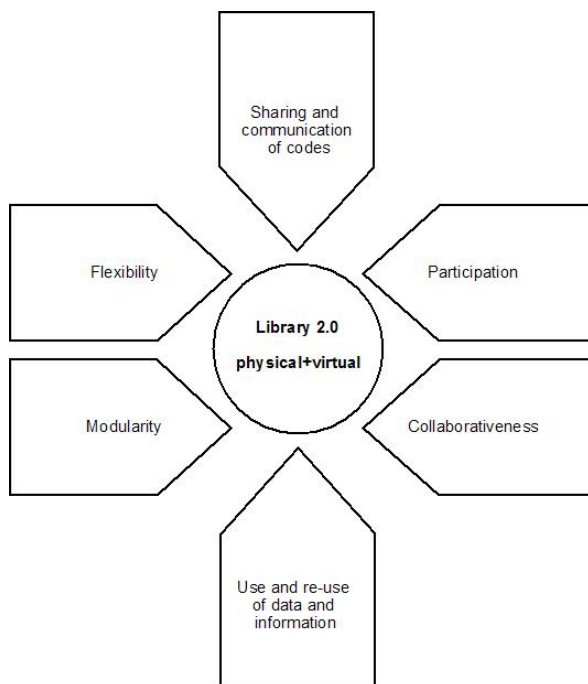 Sharing and
communication
of codes
Flexibility
Participation
Library 2.0
physical+virtual
Modularity
Collaborativeness
Use and re-use
of data and
information